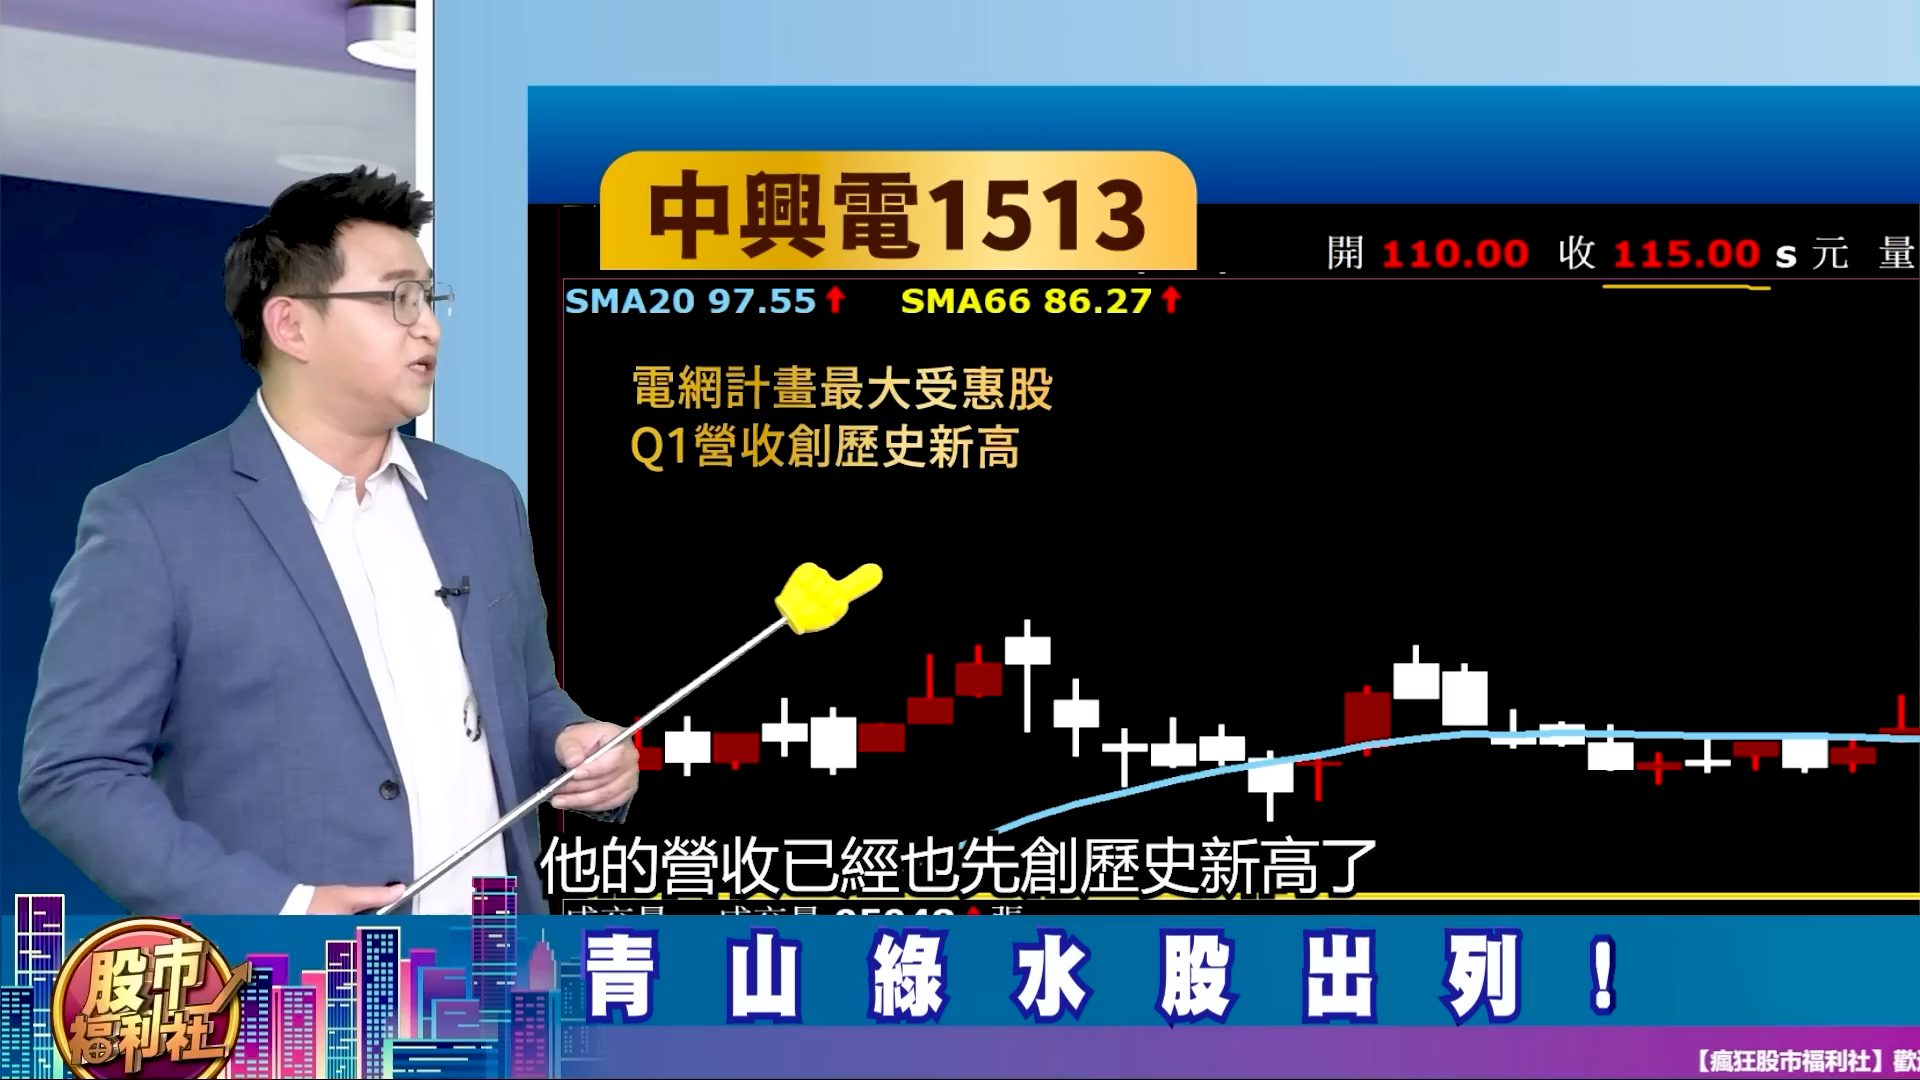 中興電1513
開 110.00 收 115.00 s 元 量
SMA20 97.55↑ SMA66 86.27↑
電網計畫最大受惠股
Q1營收創歷史新高
他的營收已經也先創歷史新高了
青山綠水股出列！
股市
福利社
【瘋狂股市福利社】歡